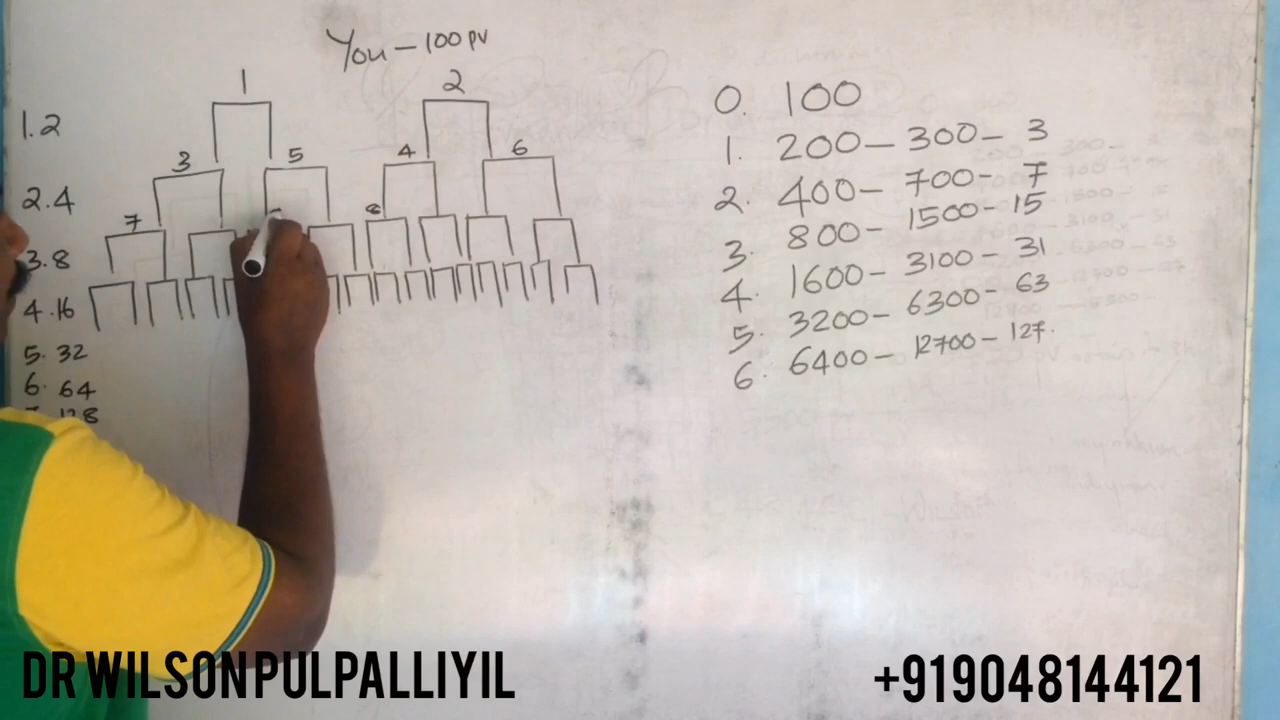 You - 100 pv
1 2
3 5 4 6
7 8
1. 2
2. 4
3. 8
4. 16
5. 32
6. 64
7. 128
0. 100
1. 200 - 300 - 3
2. 400 - 700 - 7
3. 800 - 1500 - 15
4. 1600 - 3100 - 31
5. 3200 - 6300 - 63
6. 6400 - 12700 - 127.
DR WILSON PULPALLIYIL
+919048144121